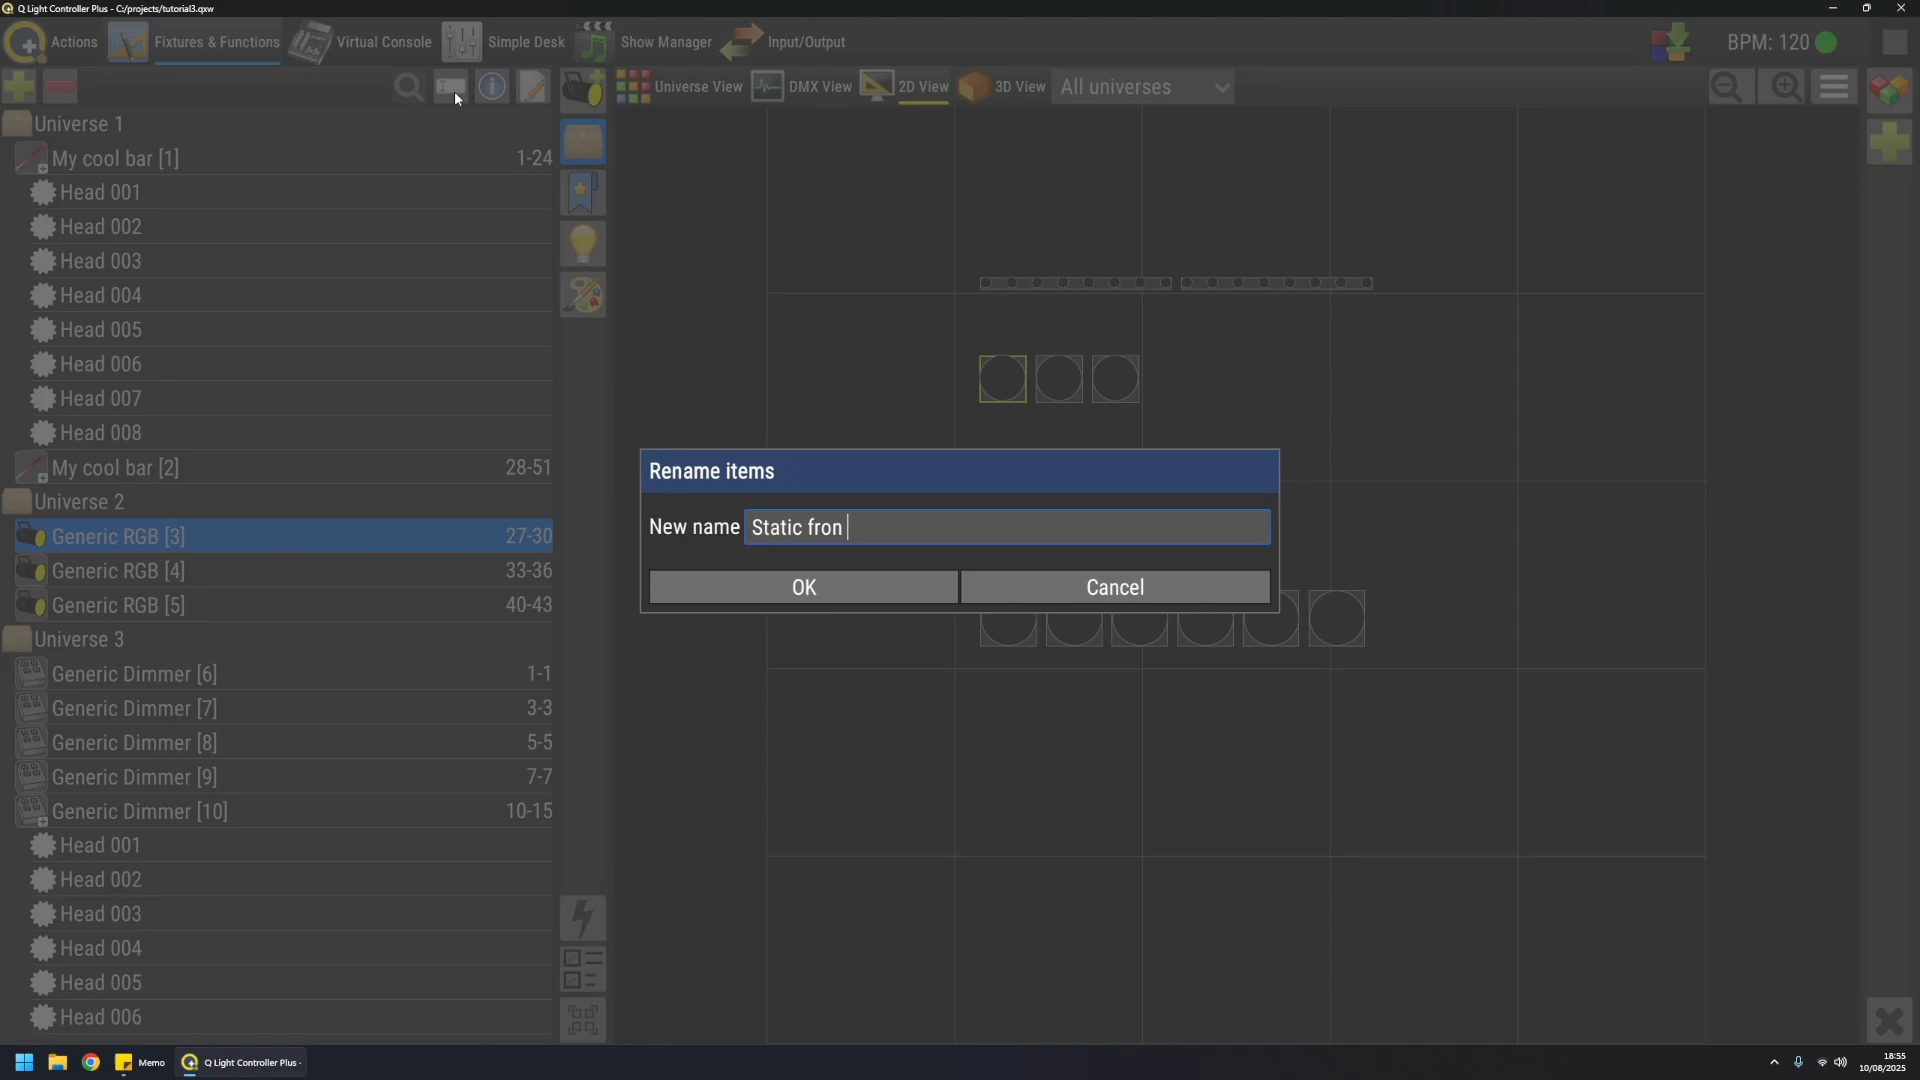 Q Light Controller Plus - C:/projects/tutorial3.qxw
Actions
Fixtures & Functions
Virtual Console
Simple Desk
Show Manager
Input/Output
BPM: 120
Universe View
DMX View
2D View
3D View
All universes
Universe 1
My cool bar [1] 1-24
Head 001
Head 002
Head 003
Head 004
Head 005
Head 006
Head 007
Head 008
My cool bar [2] 28-51
Universe 2
Generic RGB [3] 27-30
Generic RGB [4] 33-36
Generic RGB [5] 40-43
Universe 3
Generic Dimmer [6] 1-1
Generic Dimmer [7] 3-3
Generic Dimmer [8] 5-5
Generic Dimmer [9] 7-7
Generic Dimmer [10] 10-15
Head 001
Head 002
Head 003
Head 004
Head 005
Head 006
Rename items
New name Static fron
OK
Cancel
Memo
Q Light Controller Plus -
18:55
10/08/2025